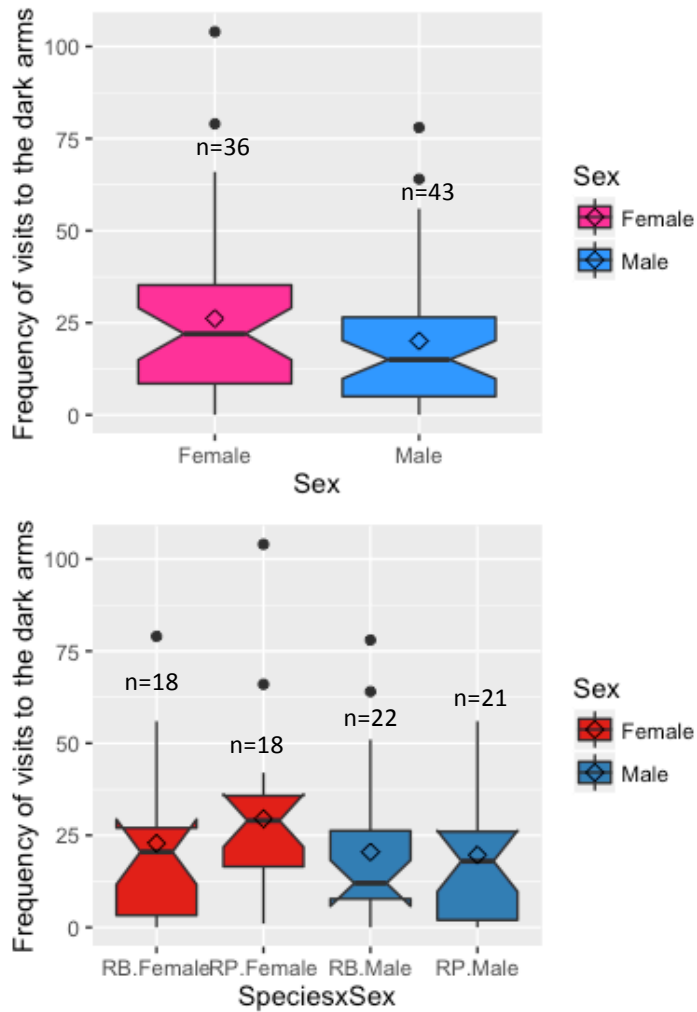 Frequency of visits to the dark arms
100
75
50
25
0
n=36
n=43
Female
Male
Sex
Sex
Female
Male
Frequency of visits to the dark arms
100
75
50
25
0
n=18
n=18
n=22
n=21
RB.Female
RP.Female
RB.Male
RP.Male
SpeciesxSex
Sex
Female
Male